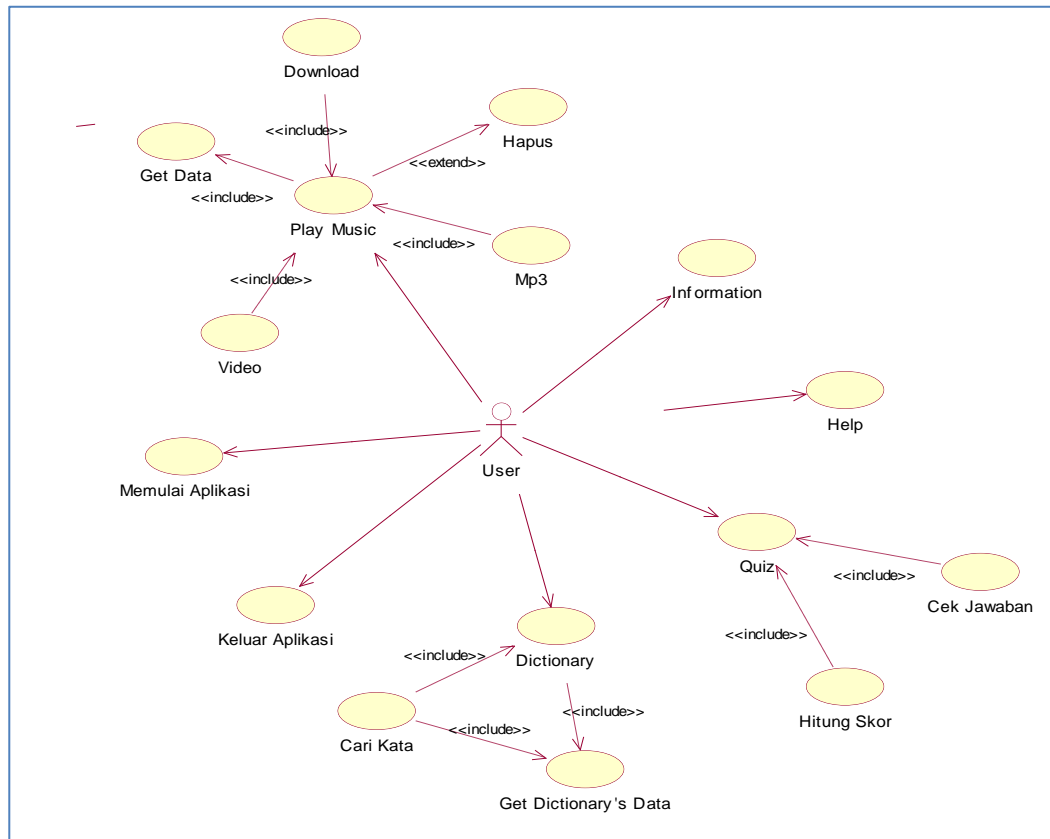 Download
<<include>>
Hapus
<<extend>>
Get Data
<<include>>
Play Music
<<include>>
Mp3
<<include>>
Video
Information
Help
User
Memulai Aplikasi
Keluar Aplikasi
Quiz
<<include>>
Cek Jawaban
<<include>>
Hitung Skor
Dictionary
<<include>>
Cari Kata
<<include>>
<<include>>
Get Dictionary's Data